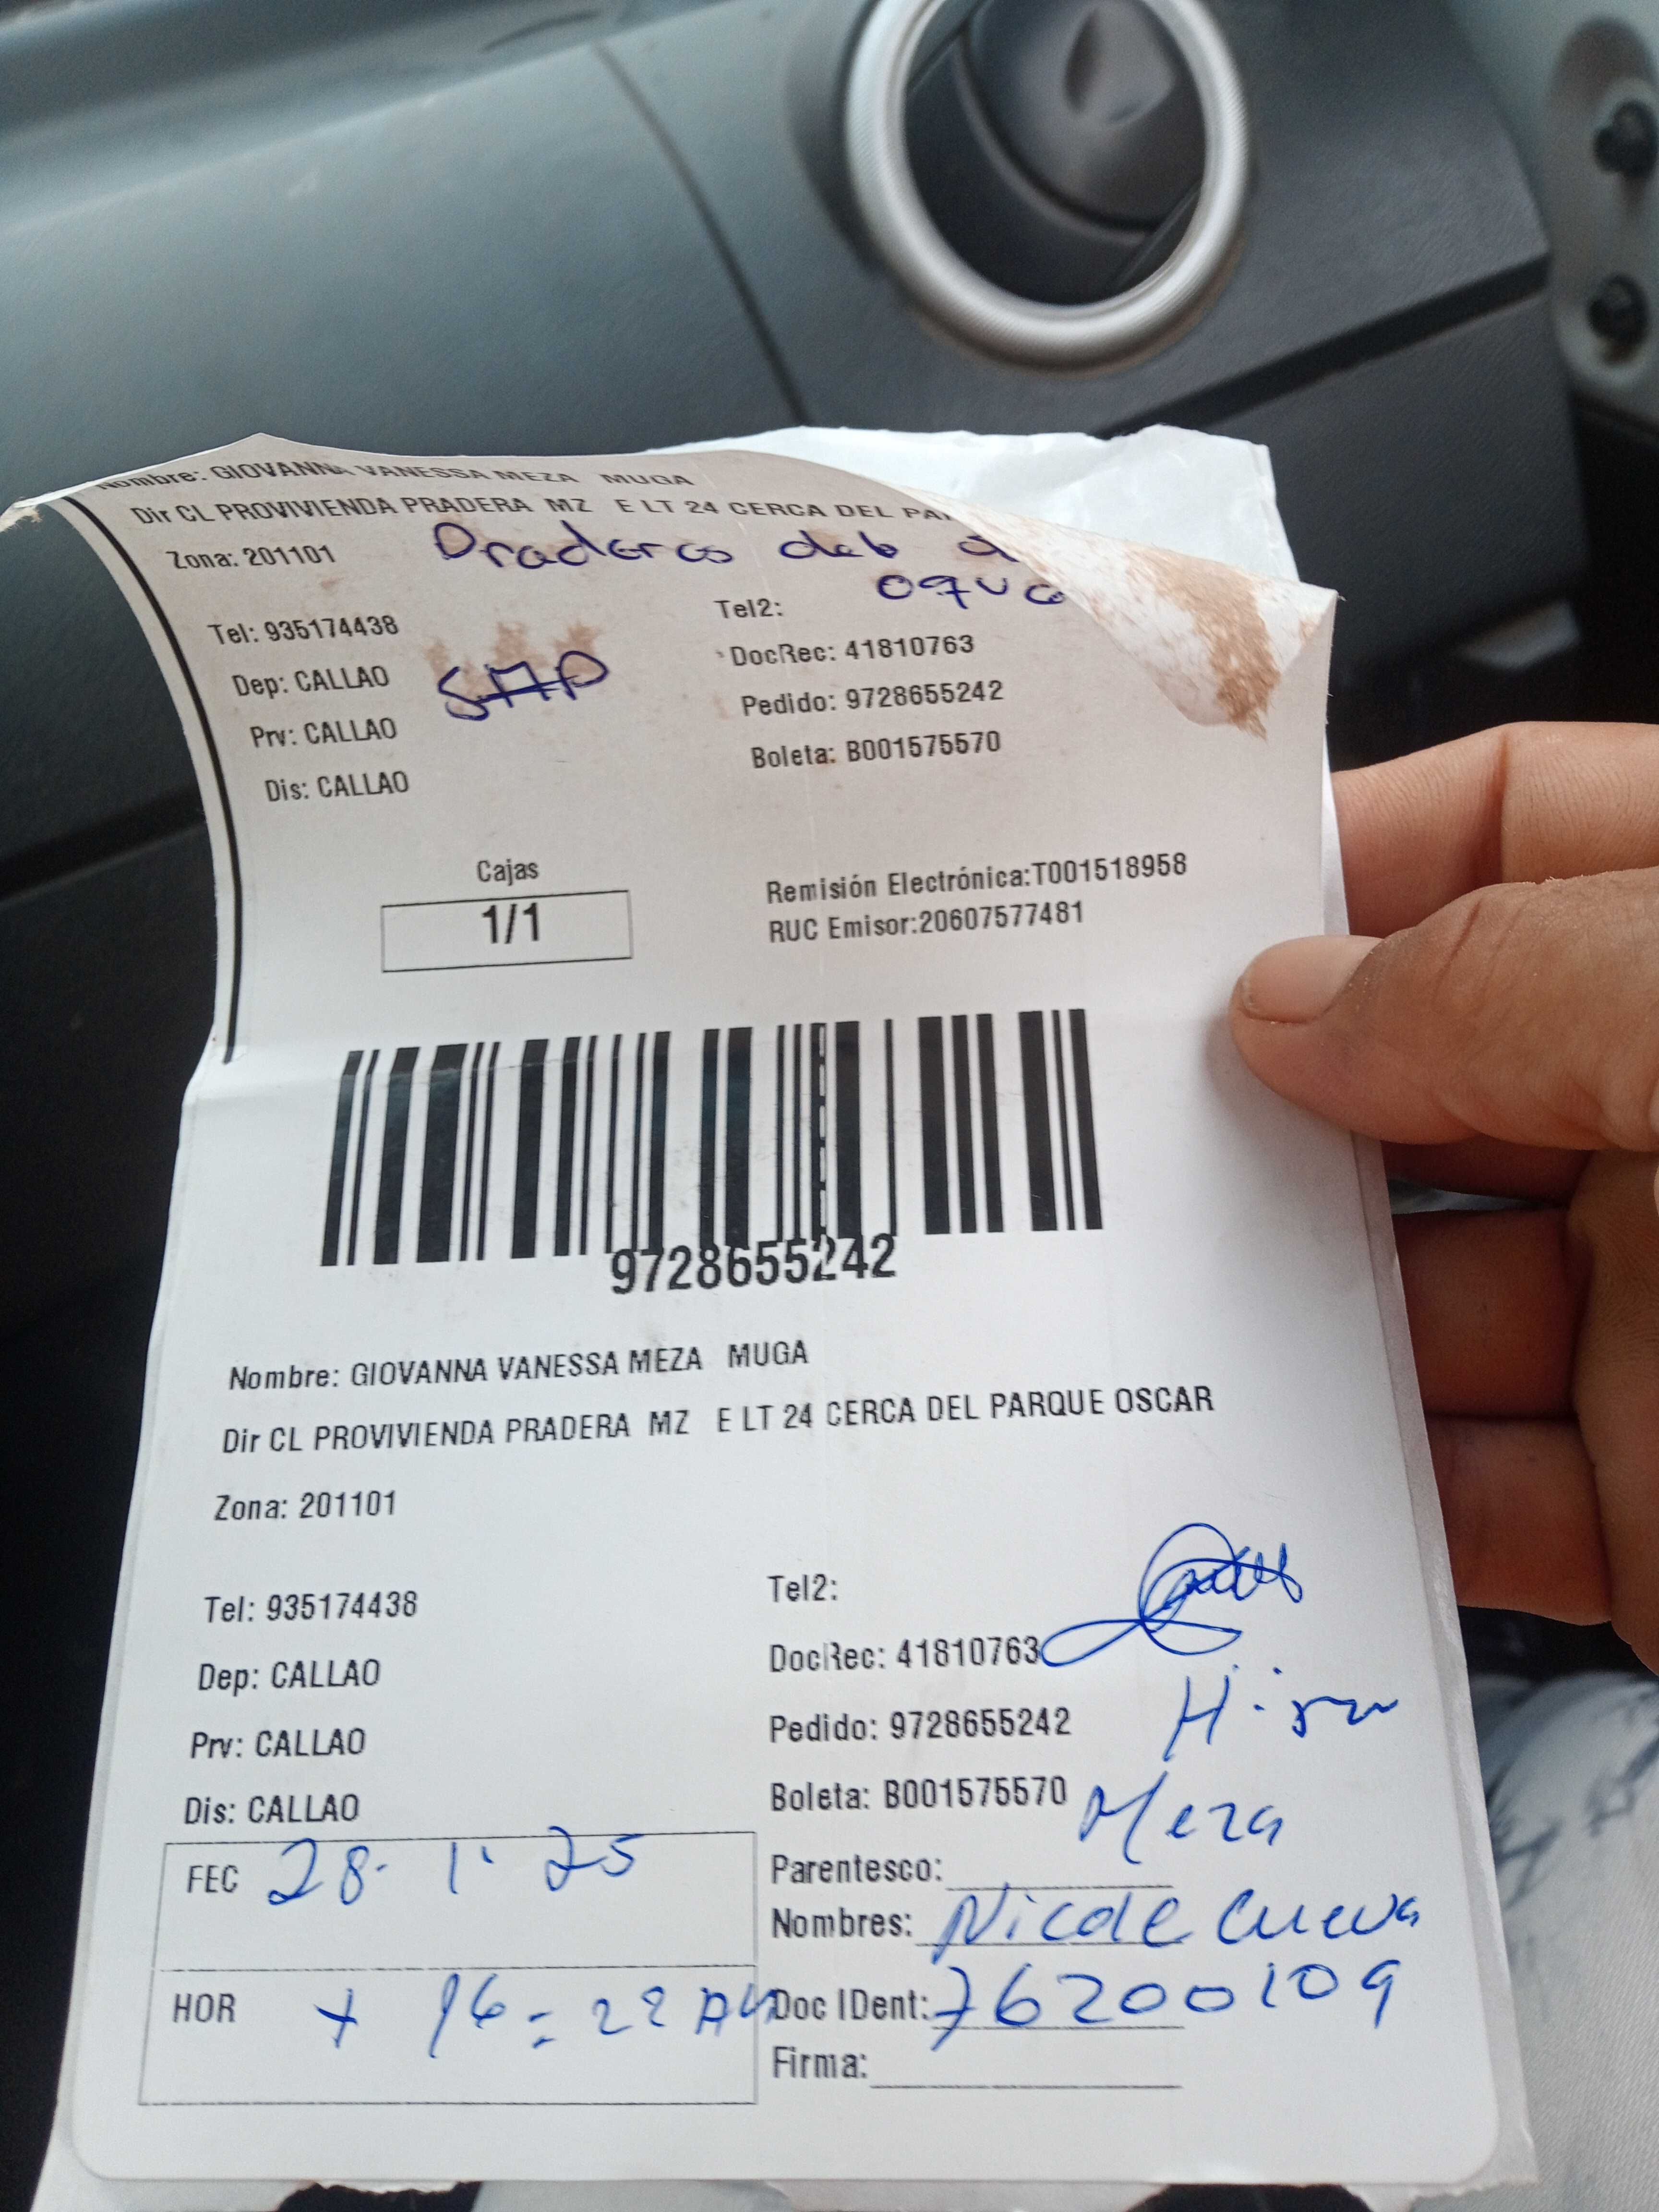 Nombre: GIOVANNA VANESSA MEZA MUGA
Dir CL PROVIVIENDA PRADERA MZ E LT 24 CERCA DEL
Zona: 201101
Tel: 935174438
Tel2:
Dep: CALLAO
SMP
DocRec: 41810763
Prv: CALLAO
Pedido: 9728655242
Dis: CALLAO
Boleta: B001575570
Cajas
1/1
Remisión Electrónica:T001518958
RUC Emisor:20607577481
9728655242
Nombre: GIOVANNA VANESSA MEZA MUGA
Dir CL PROVIVIENDA PRADERA MZ E LT 24 CERCA DEL PARQUE OSCAR
Zona: 201101
Tel: 935174438
Tel2:
Dep: CALLAO
DocRec: 41810763
Prv: CALLAO
Pedido: 9728655242
Dis: CALLAO
Boleta: B001575570
Meza
FEC 28. 1. 25
Parentesco:
Nombres: Nicole Cueva
HOR
Doc IDent: 76200109
Firma: